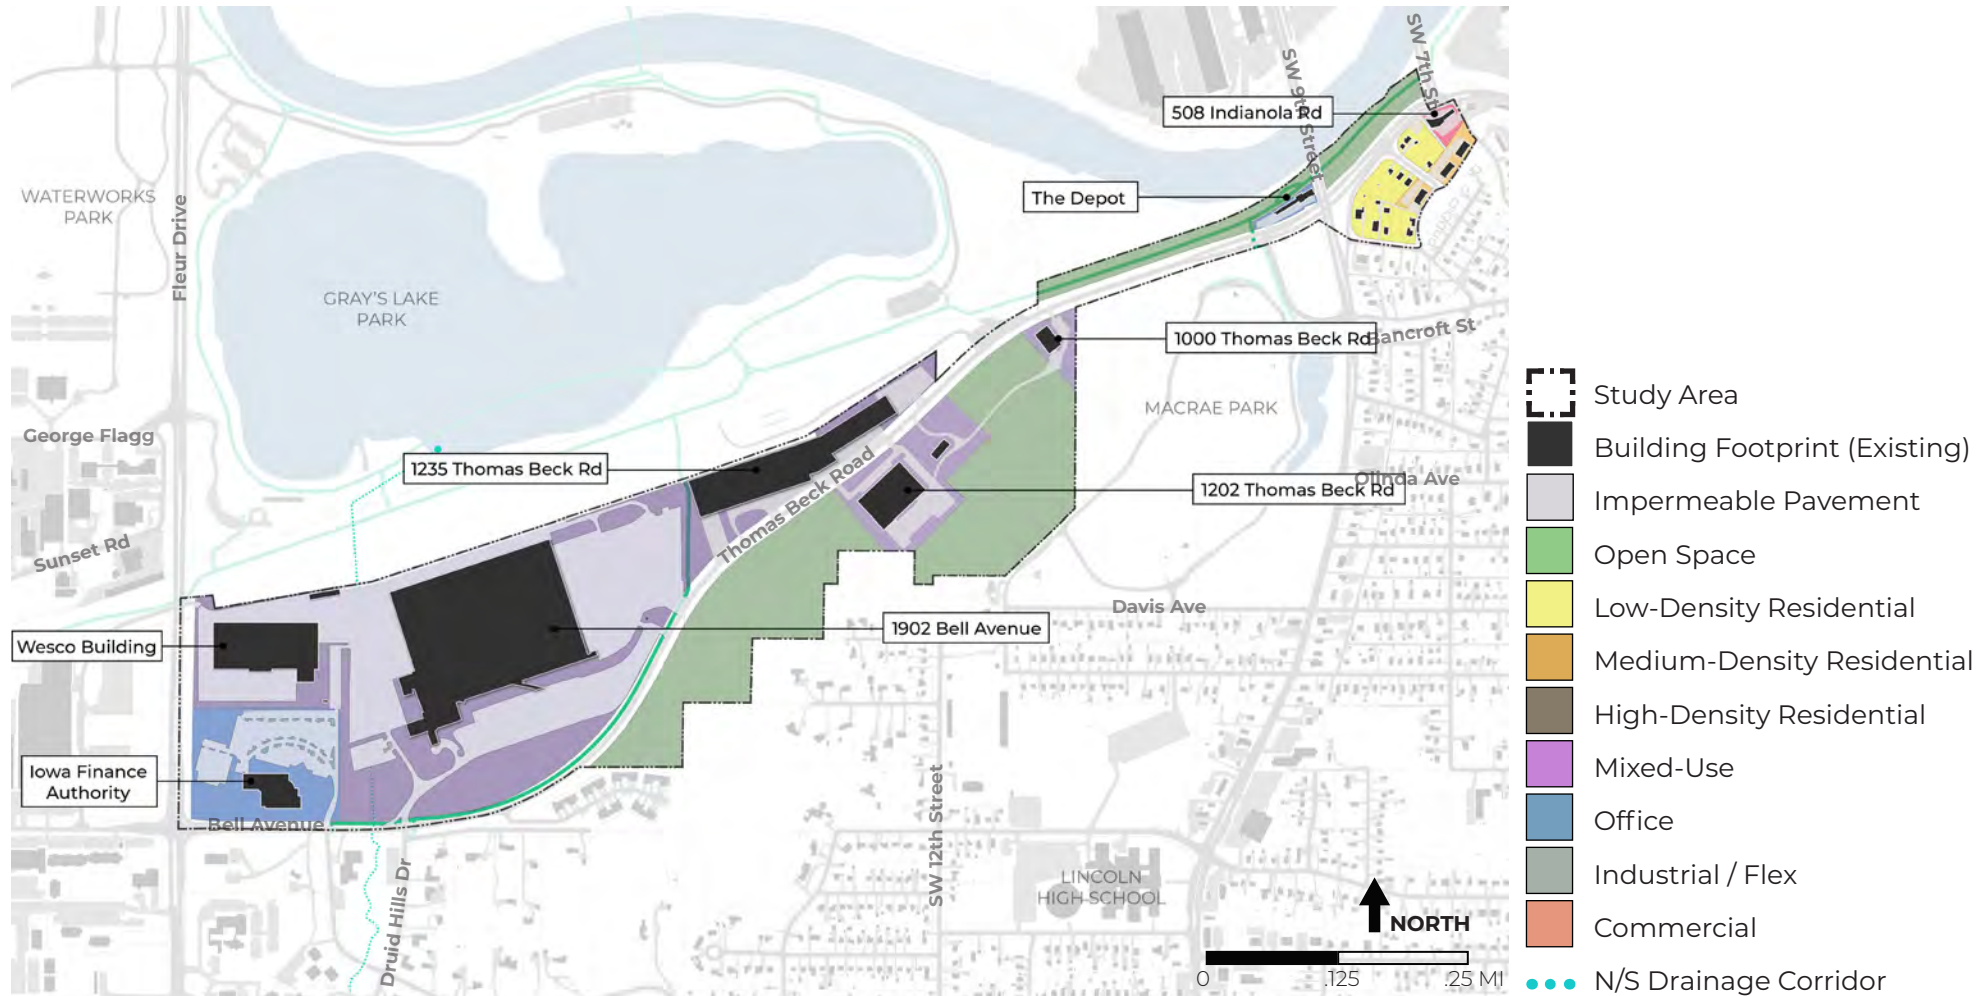 SW 7th St
SW 9th Street
508 Indianola Rd
The Depot
WATERWORKS
PARK
Fleur Drive
GRAY'S LAKE
PARK
1000 Thomas Beck Rd
Bancroft St
MACRAE PARK
George Flagg
1235 Thomas Beck Rd
Thomas Beck Road
1202 Thomas Beck Rd
Olinda Ave
Sunset Rd
Davis Ave
Wesco Building
1902 Bell Avenue
Iowa Finance
Authority
Bell Avenue
Druid Hills Dr
SW 12th Street
LINCOLN
HIGH SCHOOL
NORTH
0
.125
.25 MI
Study Area
Building Footprint (Existing)
Impermeable Pavement
Open Space
Low-Density Residential
Medium-Density Residential
High-Density Residential
Mixed-Use
Office
Industrial / Flex
Commercial
N/S Drainage Corridor